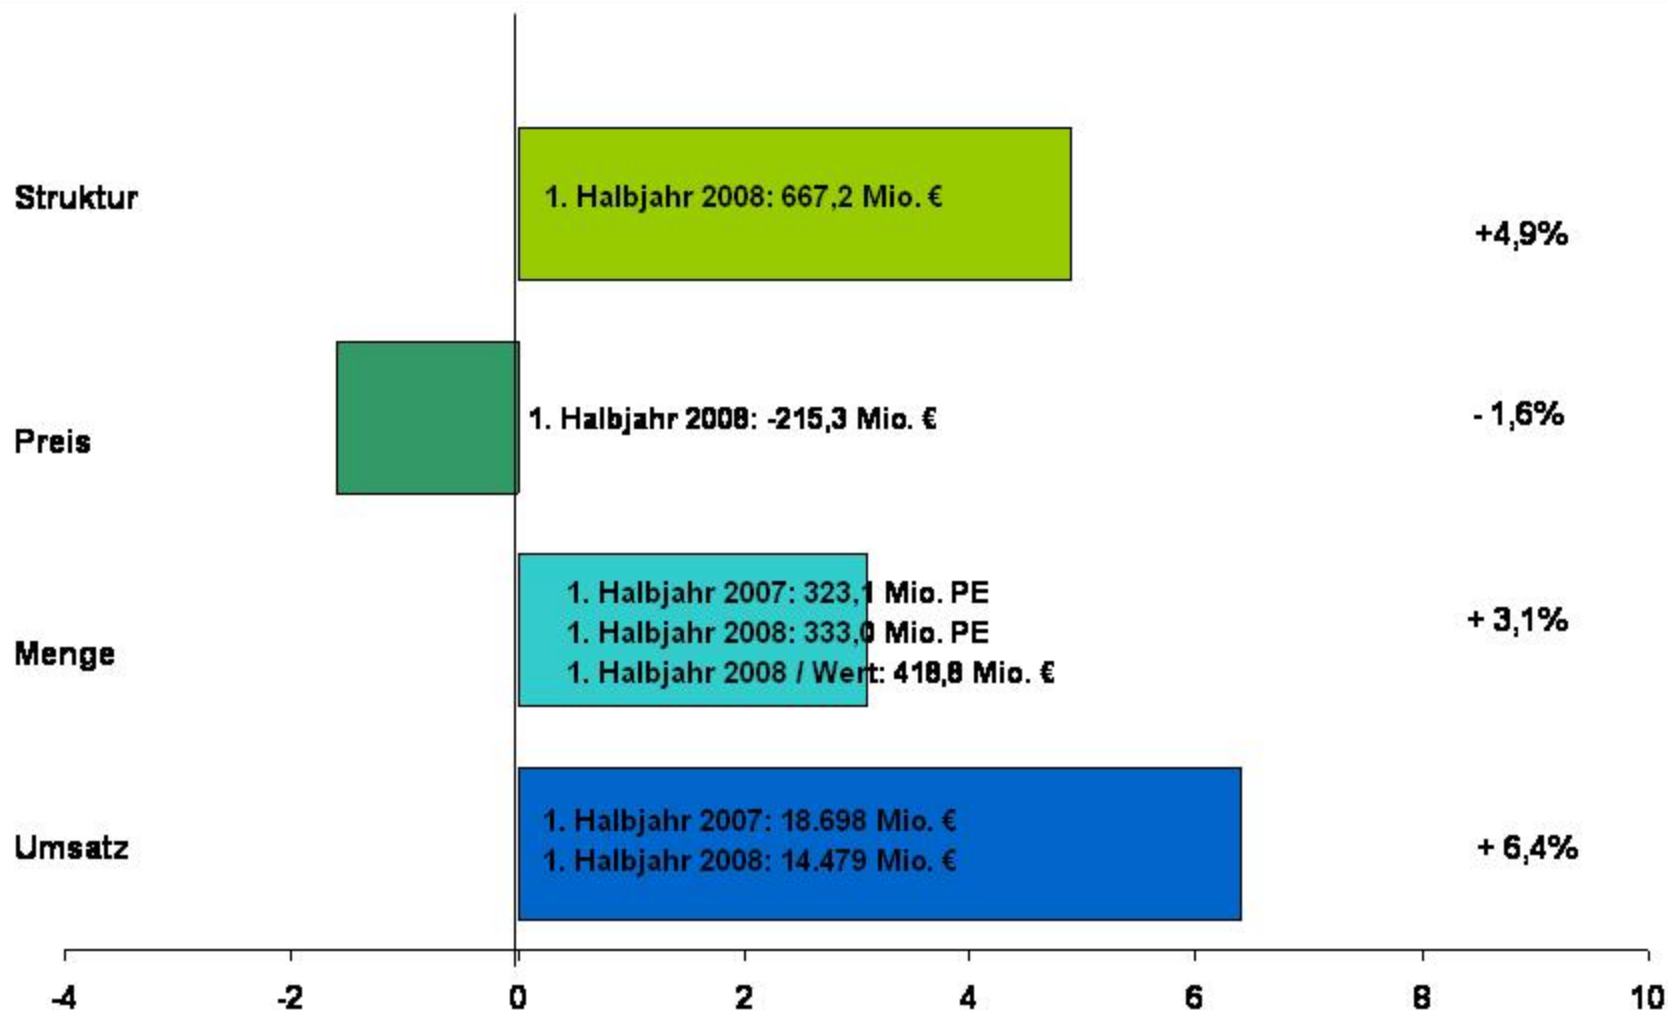 Struktur
1. Halbjahr 2008: 667,2 Mio. €
+4,9%
Preis
1. Halbjahr 2008: -215,3 Mio. €
- 1,6%
Menge
1. Halbjahr 2007: 323,1 Mio. PE
1. Halbjahr 2008: 333,0 Mio. PE
1. Halbjahr 2008 / Wert: 418,8 Mio. €
+ 3,1%
Umsatz
1. Halbjahr 2007: 18.698 Mio. €
1. Halbjahr 2008: 14.479 Mio. €
+ 6,4%
-4 -2 0 2 4 6 8 10